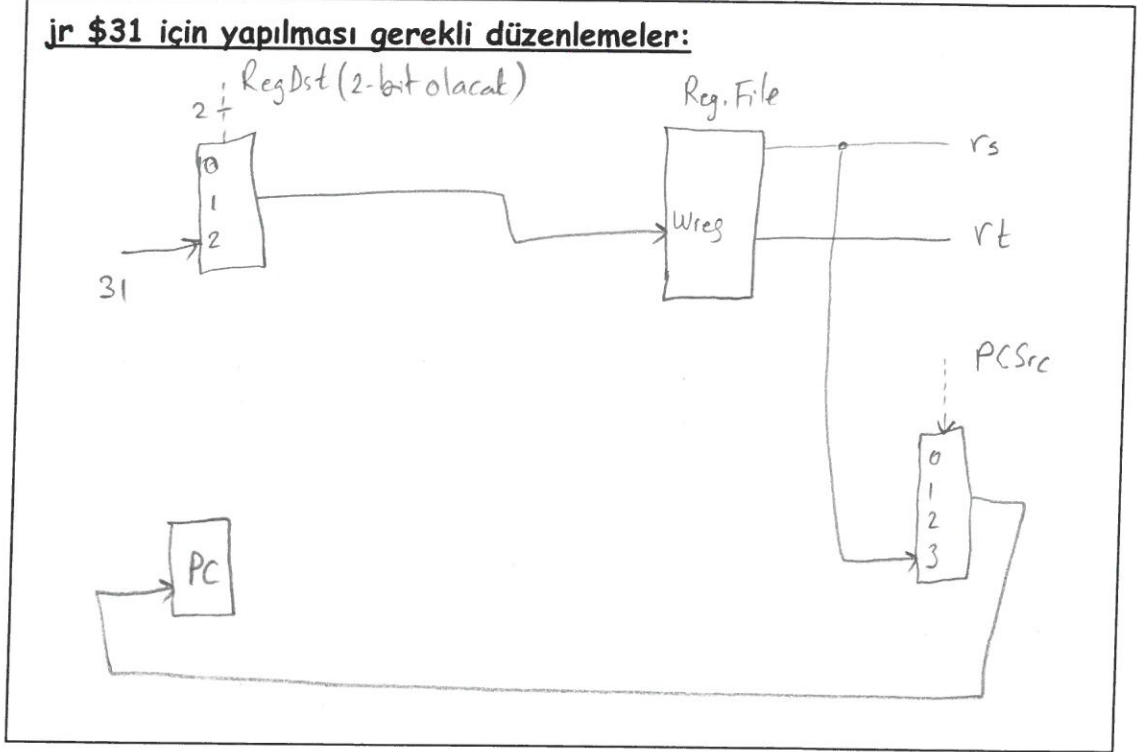 jr $31 için yapılması gerekli düzenlemeler:
RegDst (2-bit olacak)
2
Reg. File
0
1
2
31
Wreg
rs
rt
PCSrc
0
1
2
3
PC